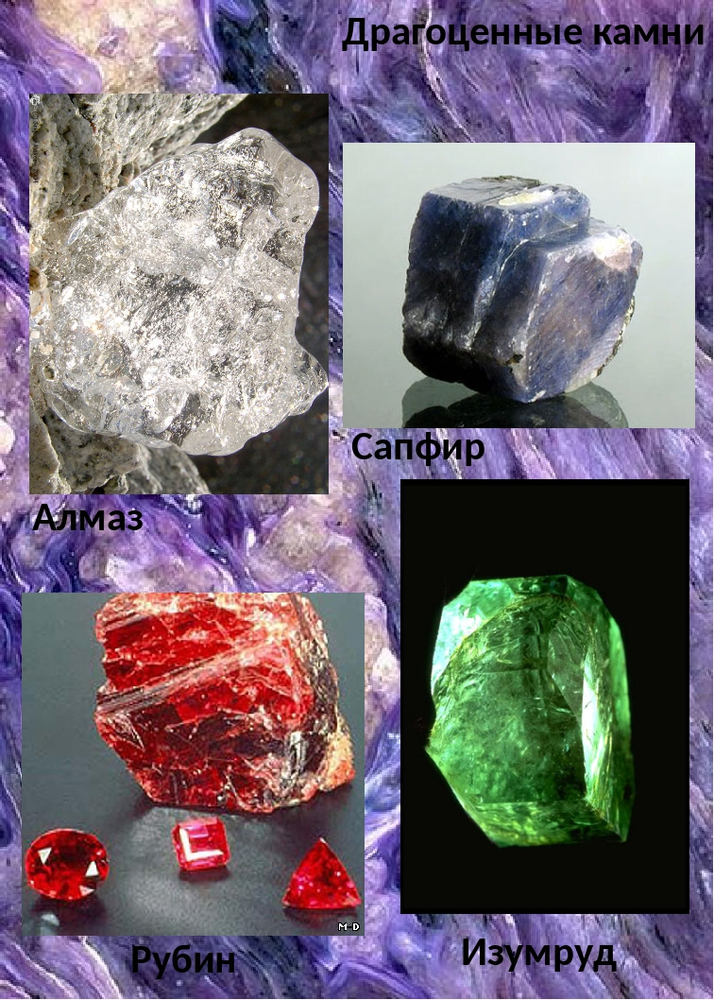 Драгоценные камни
Алмаз
Сапфир
Рубин
Изумруд
M-D